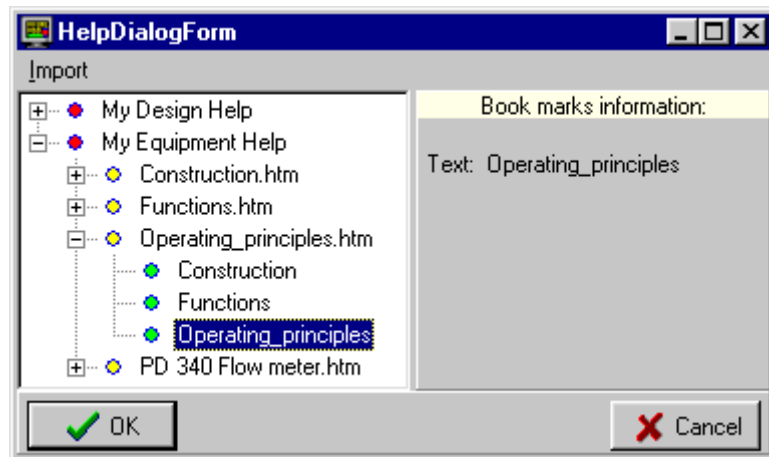 HelpDialogForm
Import
My Design Help
My Equipment Help
Construction.htm
Functions.htm
Operating_principles.htm
Construction
Functions
Operating_principles
PD 340 Flow meter.htm
Book marks information:
Text: Operating_principles
OK
Cancel